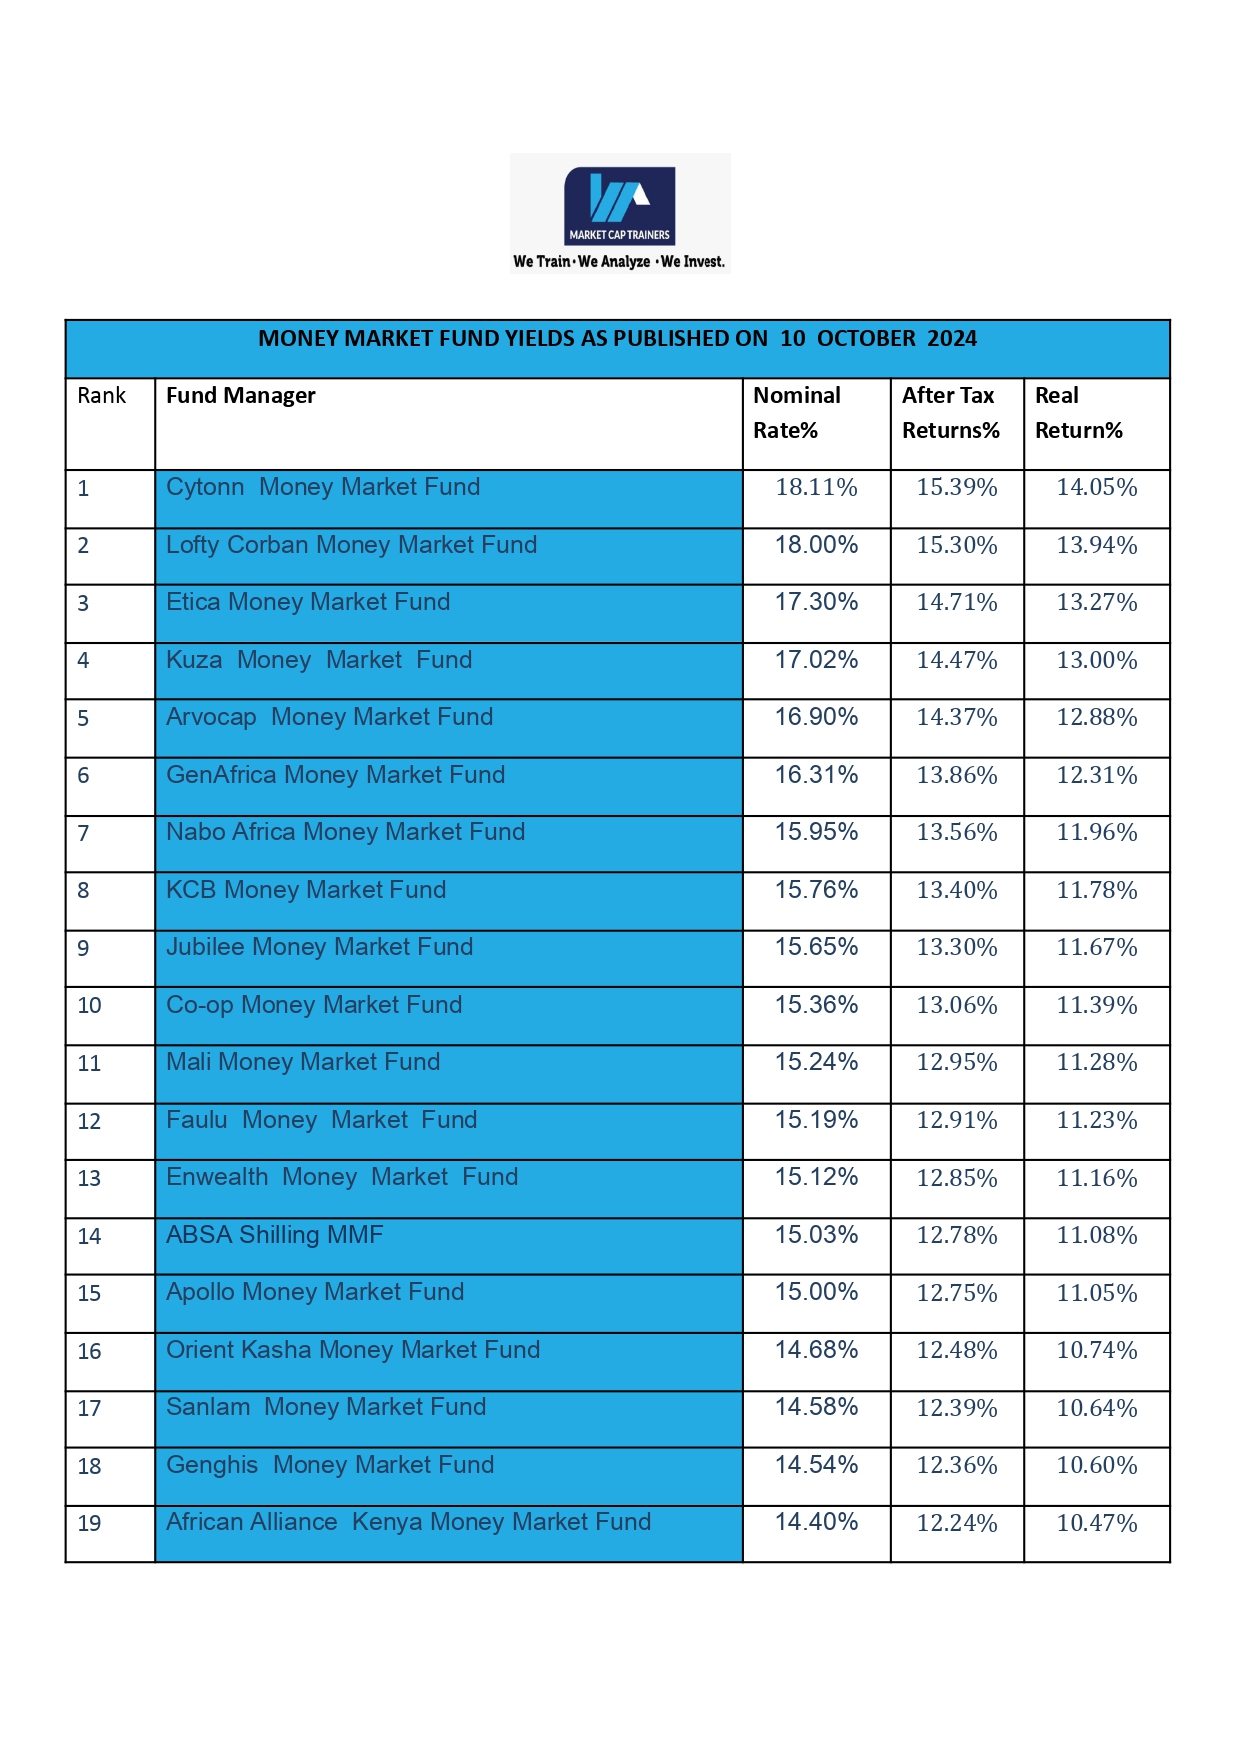 MARKET CAP TRAINERS
We Train · We Analyze · We Invest.
MONEY MARKET FUND YIELDS AS PUBLISHED ON 10 OCTOBER 2024
Rank Fund Manager Nominal Rate% After Tax Returns% Real Return%
1 Cytonn Money Market Fund 18.11% 15.39% 14.05%
2 Lofty Corban Money Market Fund 18.00% 15.30% 13.94%
3 Etica Money Market Fund 17.30% 14.71% 13.27%
4 Kuza Money Market Fund 17.02% 14.47% 13.00%
5 Arvocap Money Market Fund 16.90% 14.37% 12.88%
6 GenAfrica Money Market Fund 16.31% 13.86% 12.31%
7 Nabo Africa Money Market Fund 15.95% 13.56% 11.96%
8 KCB Money Market Fund 15.76% 13.40% 11.78%
9 Jubilee Money Market Fund 15.65% 13.30% 11.67%
10 Co-op Money Market Fund 15.36% 13.06% 11.39%
11 Mali Money Market Fund 15.24% 12.95% 11.28%
12 Faulu Money Market Fund 15.19% 12.91% 11.23%
13 Enwealth Money Market Fund 15.12% 12.85% 11.16%
14 ABSA Shilling MMF 15.03% 12.78% 11.08%
15 Apollo Money Market Fund 15.00% 12.75% 11.05%
16 Orient Kasha Money Market Fund 14.68% 12.48% 10.74%
17 Sanlam Money Market Fund 14.58% 12.39% 10.64%
18 Genghis Money Market Fund 14.54% 12.36% 10.60%
19 African Alliance Kenya Money Market Fund 14.40% 12.24% 10.47%